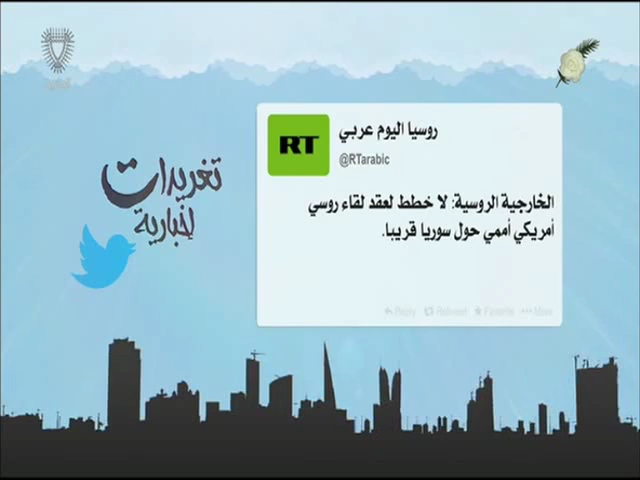 تغريدات
إخبارية
RT
روسيا اليوم عربي
@RTarabic
الخارجية الروسية: لا خطط لعقد لقاء روسي
أمريكي أممي حول سوريا قريبا.
Reply Retweet Favorite More